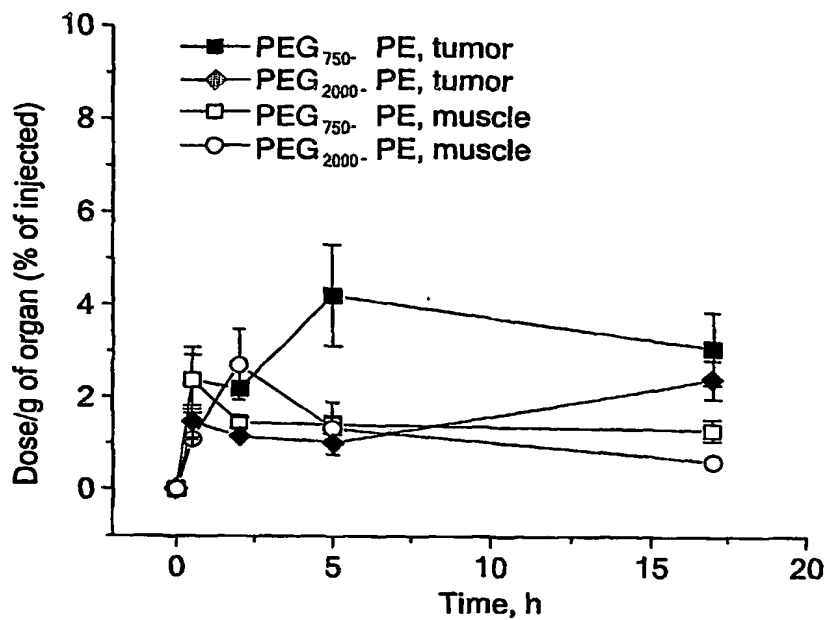 10
8
6
4
2
0
Dose/g of organ (% of injected)
PEG750- PE, tumor
PEG2000- PE, tumor
PEG750- PE, muscle
PEG2000- PE, muscle
0 5 10 15 20
Time, h